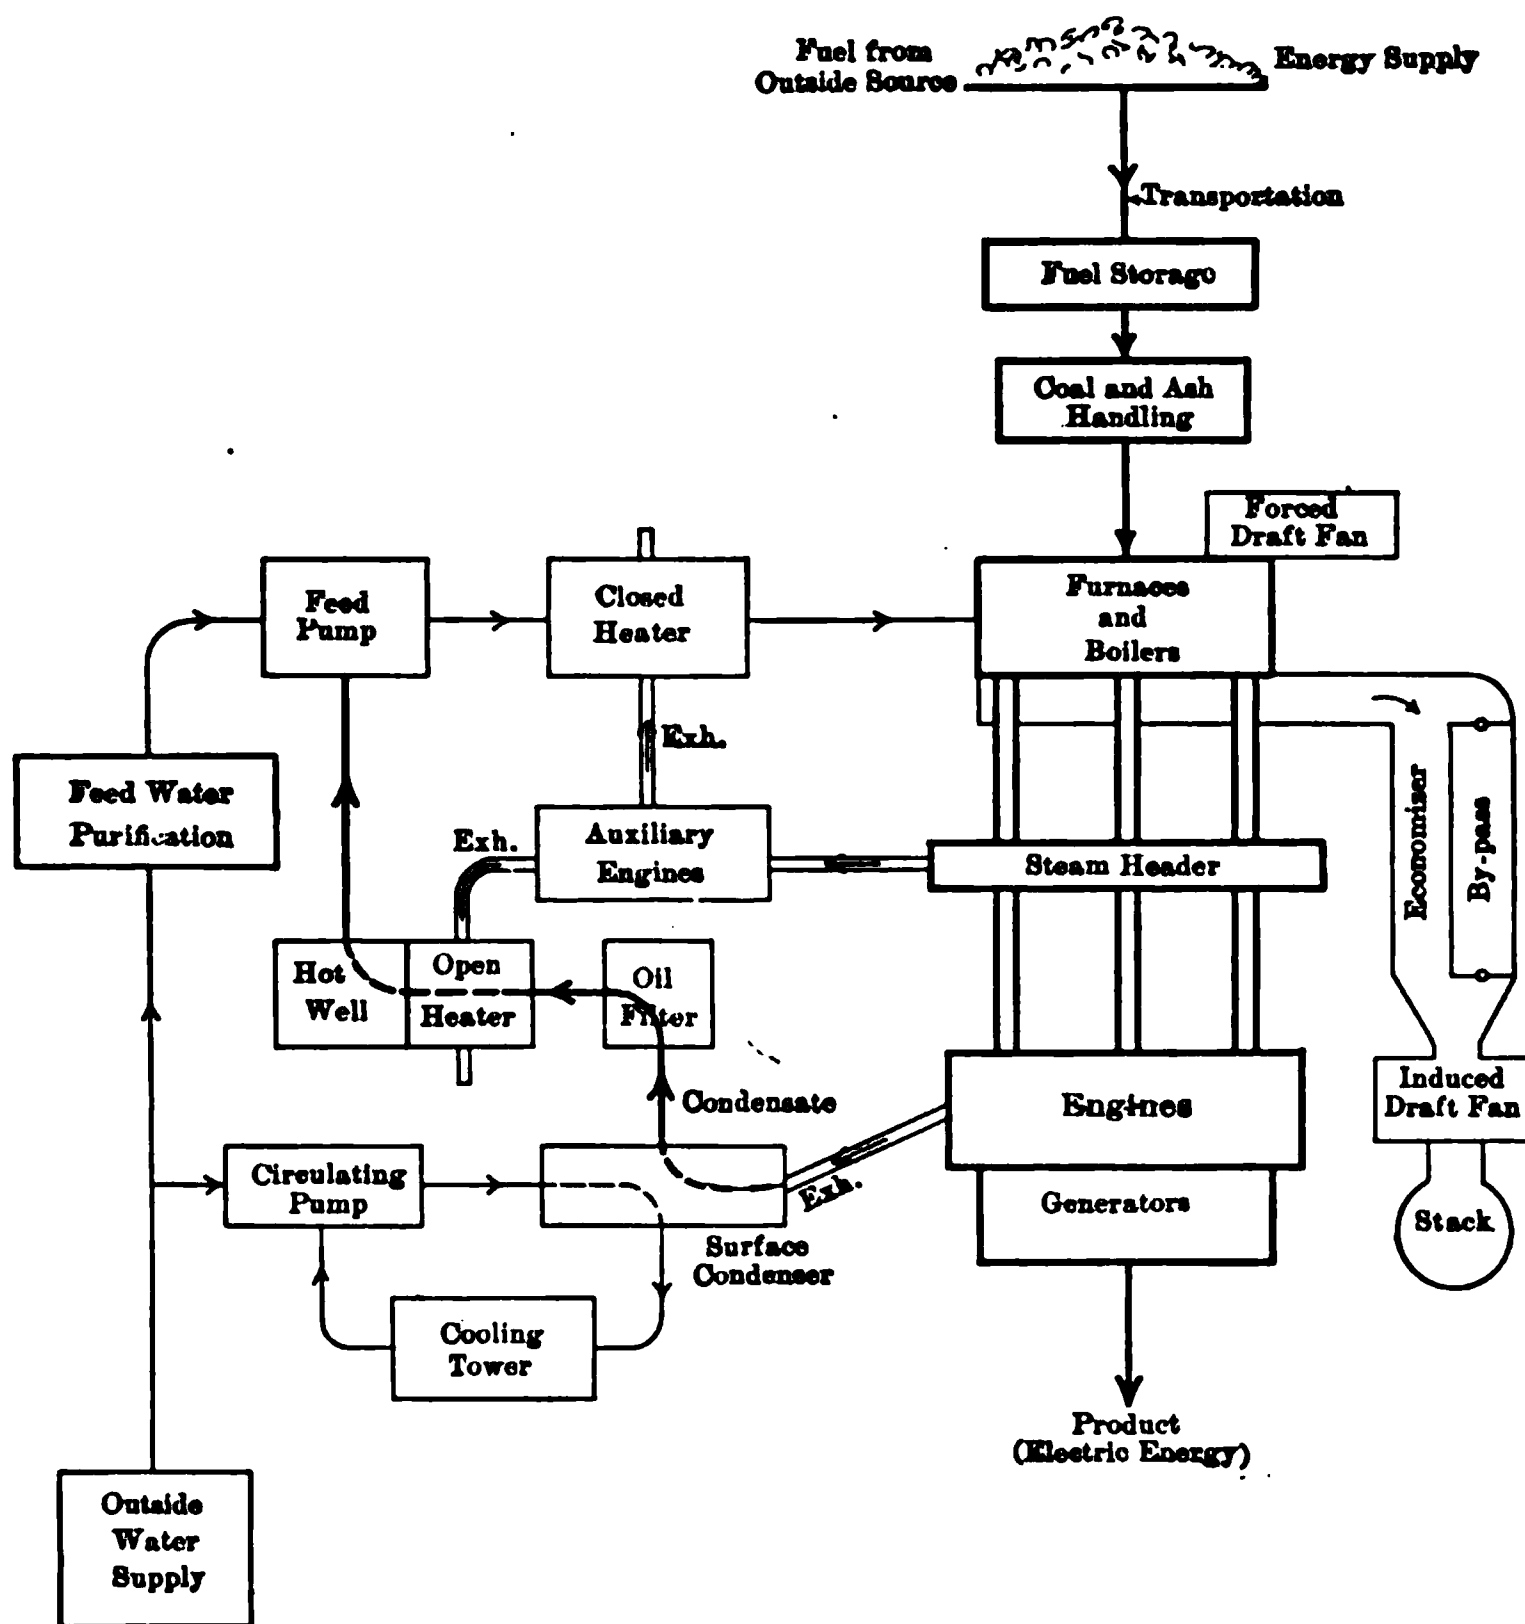 Fuel from
Outside Source
Energy Supply
Transportation
Fuel Storage
Coal and Ash
Handling
Forced
Draft Fan
Furnaces
and
Boilers
Feed
Pump
Closed
Heater
Exh.
Feed Water
Purification
Exh.
Auxiliary
Engines
Steam Header
Economizer
By-pass
Hot
Well
Open
Heater
Oil
Filter
Condensate
Engines
Induced
Draft Fan
Circulating
Pump
Exh.
Generators
Stack
Surface
Condenser
Cooling
Tower
Product
(Electric Energy)
Outside
Water
Supply